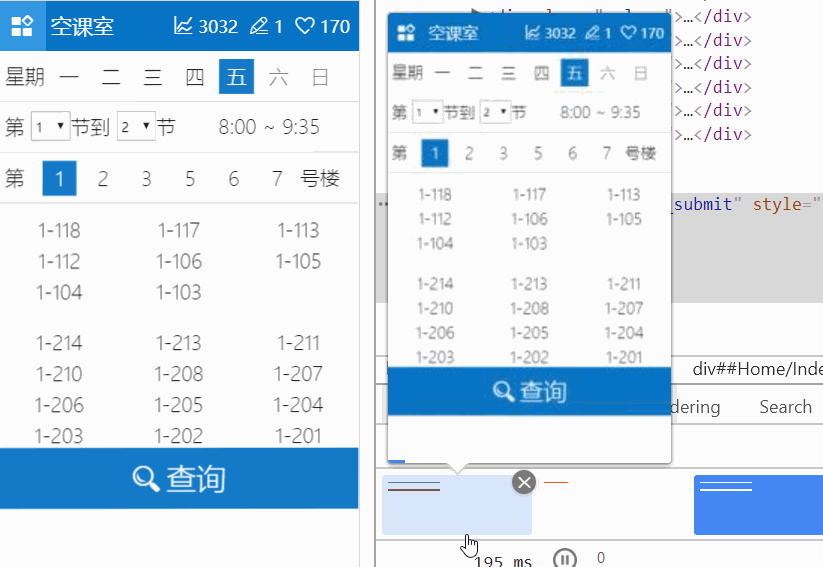 空课室 3032 1 170
星期 一 二 三 四 五 六 日
第 1 节到 2 节 8:00 ~ 9:35
第 1 2 3 4 5 6 7 号楼
1-118 1-117 1-113
1-112 1-106 1-105
1-104 1-103
1-214 1-213 1-211
1-210 1-208 1-207
1-206 1-205 1-204
1-203 1-202 1-201
查询
空课室 3032 1 170
星期 一 二 三 四 五 六 日
第 1 节到 2 节 8:00 ~ 9:35
第 1 2 3 4 5 6 7 号楼
1-118 1-117 1-113
1-112 1-106 1-105
1-104 1-103
1-214 1-213 1-211
1-210 1-208 1-207
1-206 1-205 1-204
1-203 1-202 1-201
查询
">…</div>
>…</div>
>…</div>
>…</div>
>…</div>
>…</div>
_submit" style="
div##Home/Inde
dering Search
195 ms 0